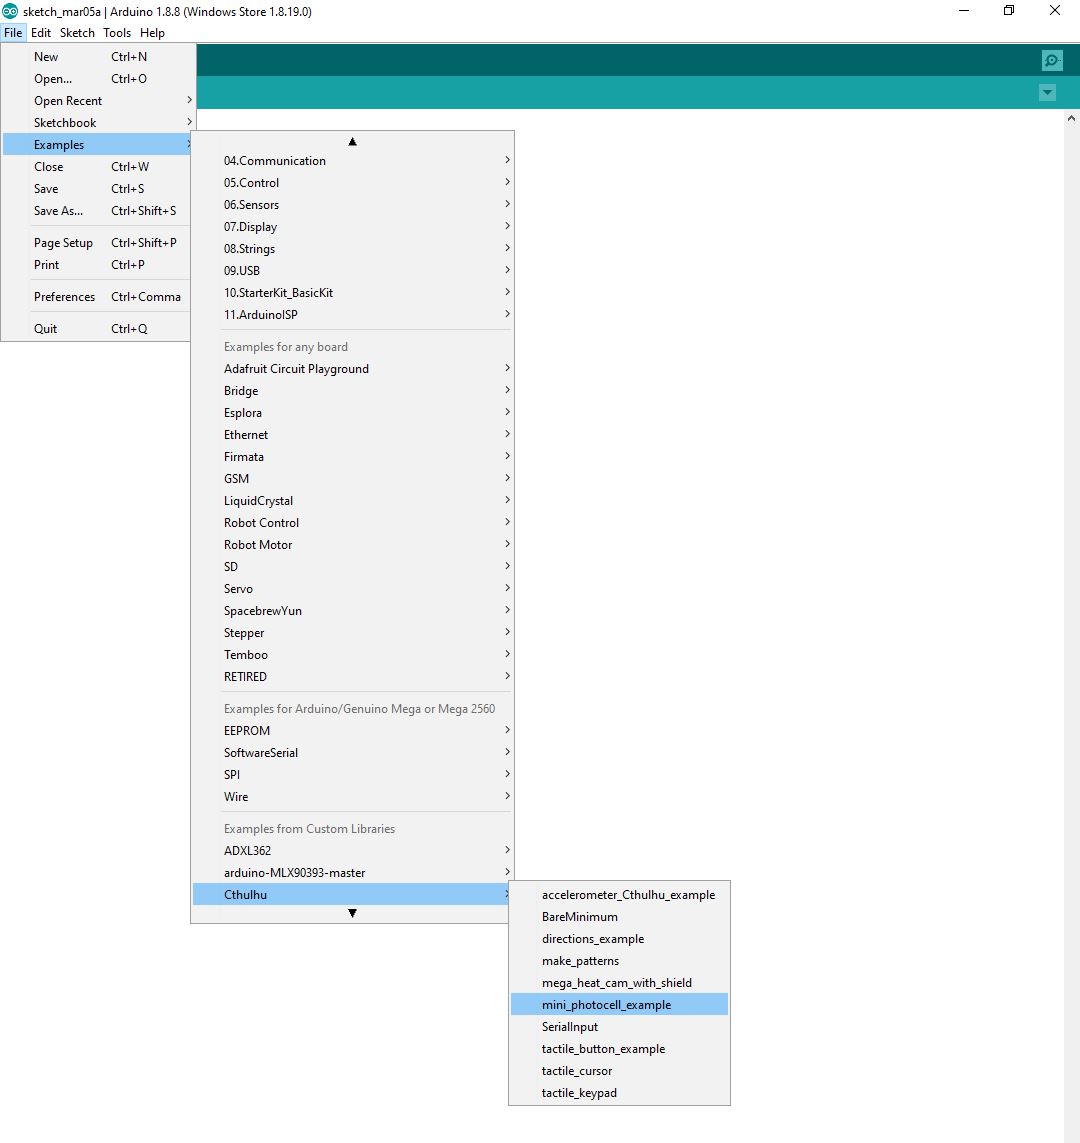 sketch_mar05a | Arduino 1.8.8 (Windows Store 1.8.19.0)
File Edit Sketch Tools Help
New Ctrl+N
Open... Ctrl+O
Open Recent
Sketchbook
Examples
Close Ctrl+W
Save Ctrl+S
Save As... Ctrl+Shift+S
Page Setup Ctrl+Shift+P
Print Ctrl+P
Preferences Ctrl+Comma
Quit Ctrl+Q
04.Communication
05.Control
06.Sensors
07.Display
08.Strings
09.USB
10.StarterKit_BasicKit
11.ArduinoISP
Examples for any board
Adafruit Circuit Playground
Bridge
Esplora
Ethernet
Firmata
GSM
LiquidCrystal
Robot Control
Robot Motor
SD
Servo
SpacebrewYun
Stepper
Temboo
RETIRED
Examples for Arduino/Genuino Mega or Mega 2560
EEPROM
SoftwareSerial
SPI
Wire
Examples from Custom Libraries
ADXL362
arduino-MLX90393-master
Cthulhu
accelerometer_Cthulhu_example
BareMinimum
directions_example
make_patterns
mega_heat_cam_with_shield
mini_photocell_example
SerialInput
tactile_button_example
tactile_cursor
tactile_keypad